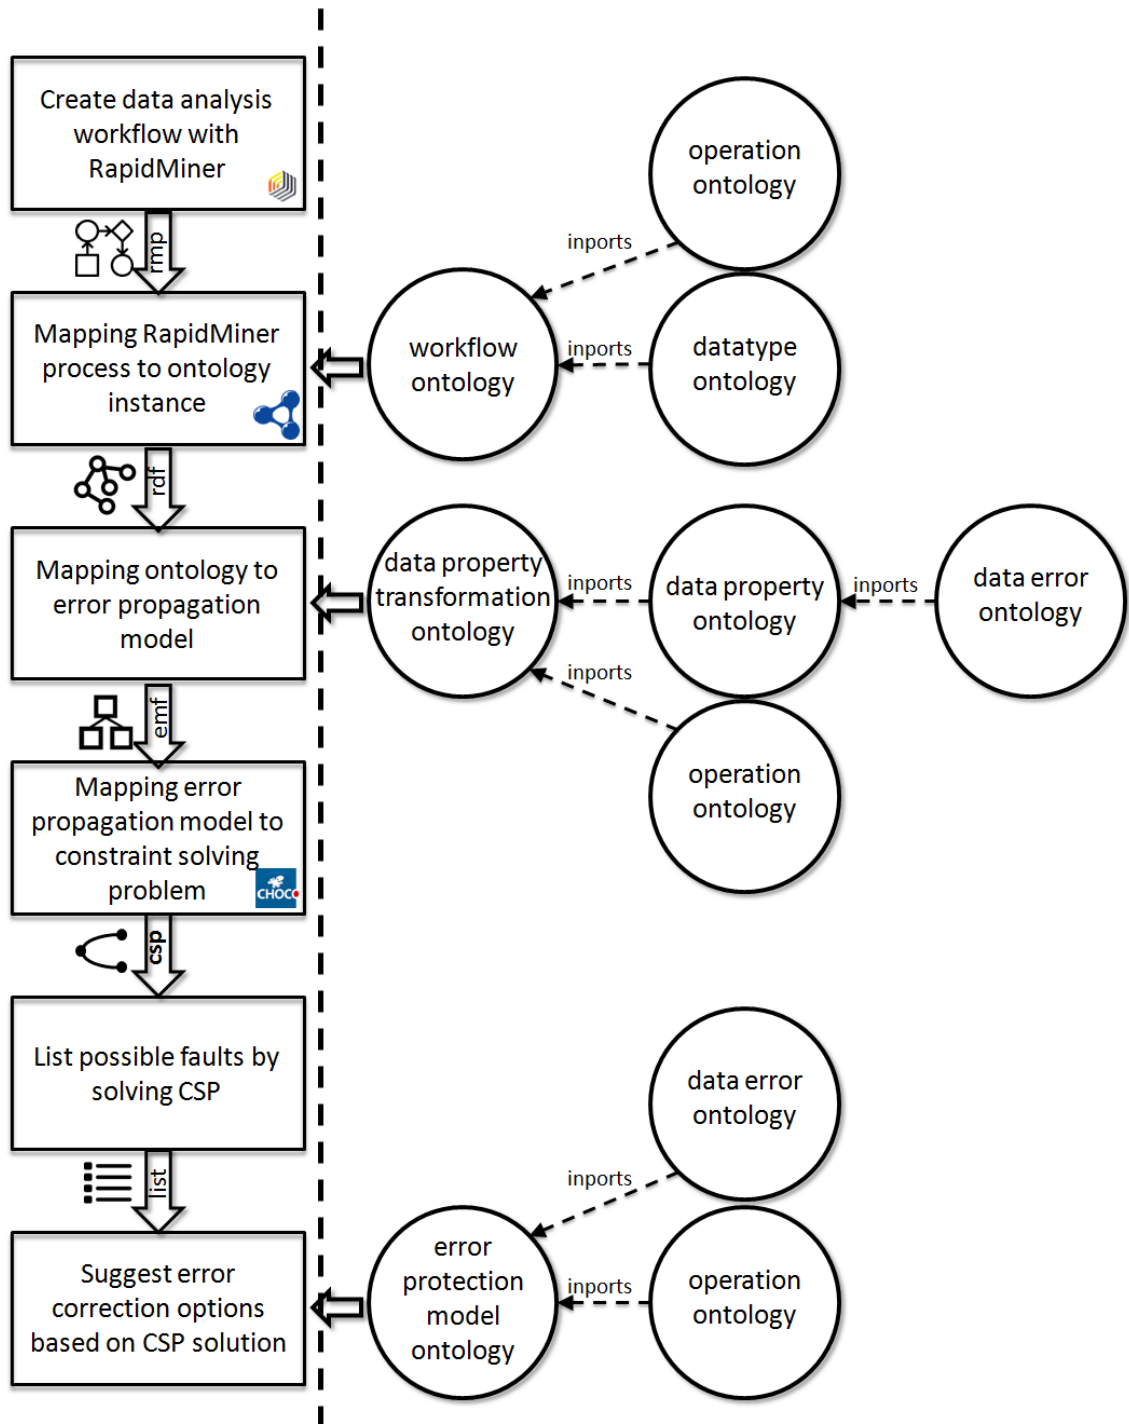 Create data analysis
workflow with
RapidMiner
rmp
Mapping RapidMiner
process to ontology
instance
rdf
Mapping ontology to
error propagation
model
emf
Mapping error
propagation model to
constraint solving
problem
CHOCO
csp
List possible faults by
solving CSP
list
Suggest error
correction options
based on CSP solution
operation
ontology
inports
workflow
ontology
inports
datatype
ontology
data property
transformation
ontology
inports
data property
ontology
inports
data error
ontology
inports
operation
ontology
data error
ontology
inports
error
protection
model
ontology
inports
operation
ontology